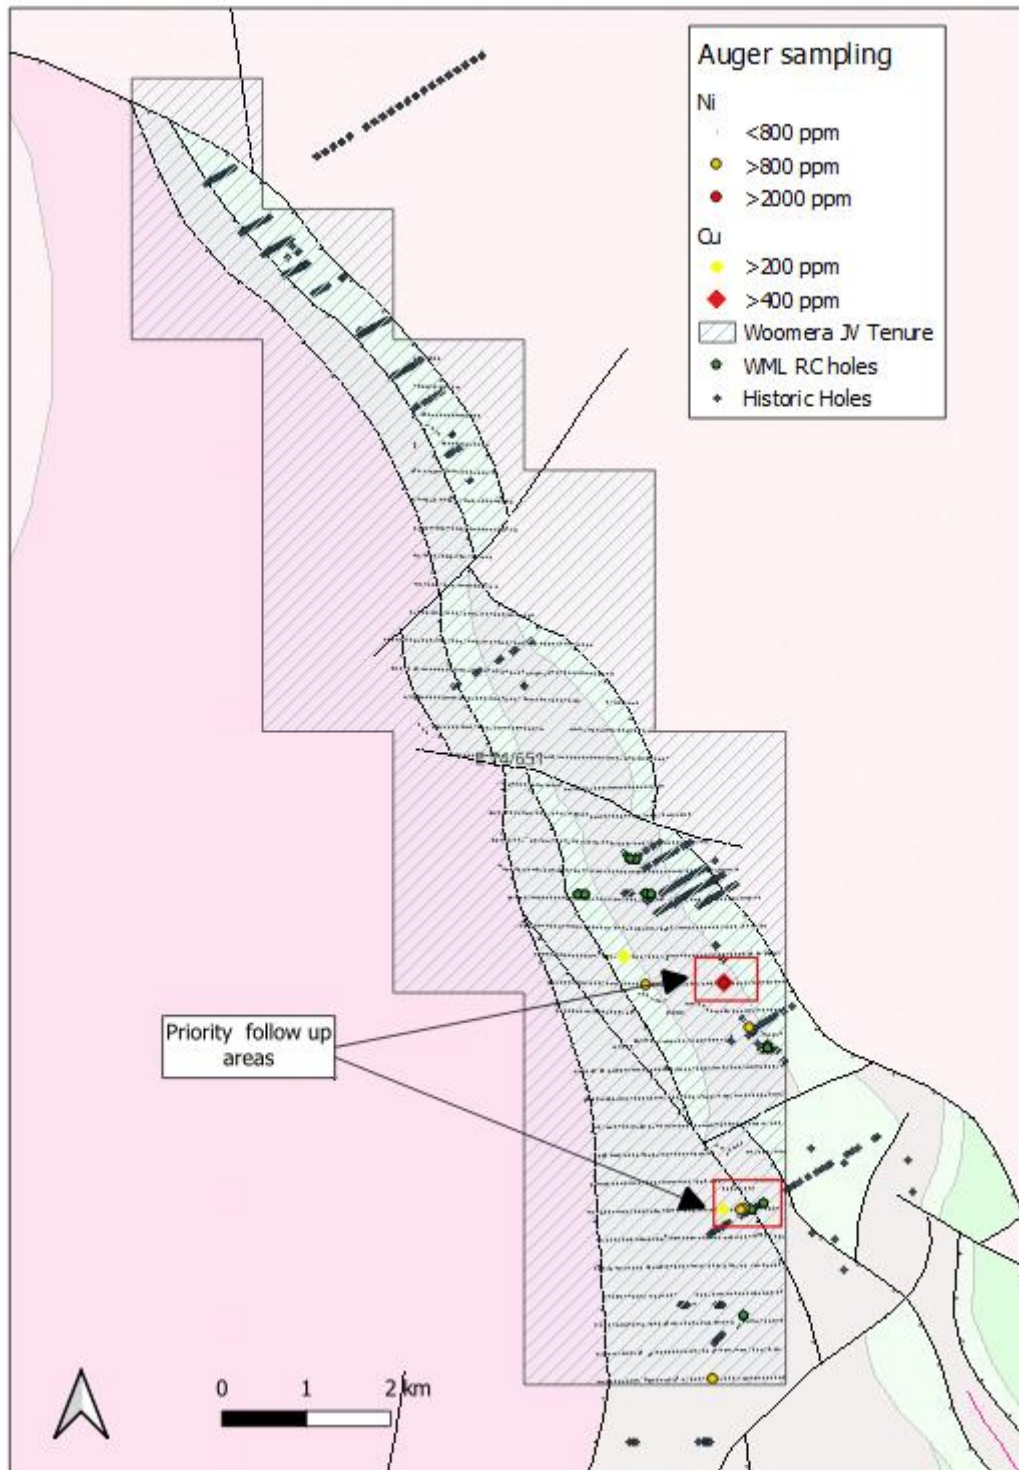 Auger sampling
Ni
<800 ppm
>800 ppm
>2000 ppm
Cu
>200 ppm
>400 ppm
Woomera JV Tenure
WML RC holes
Historic Holes
Priority follow up
areas
0 1 2 km